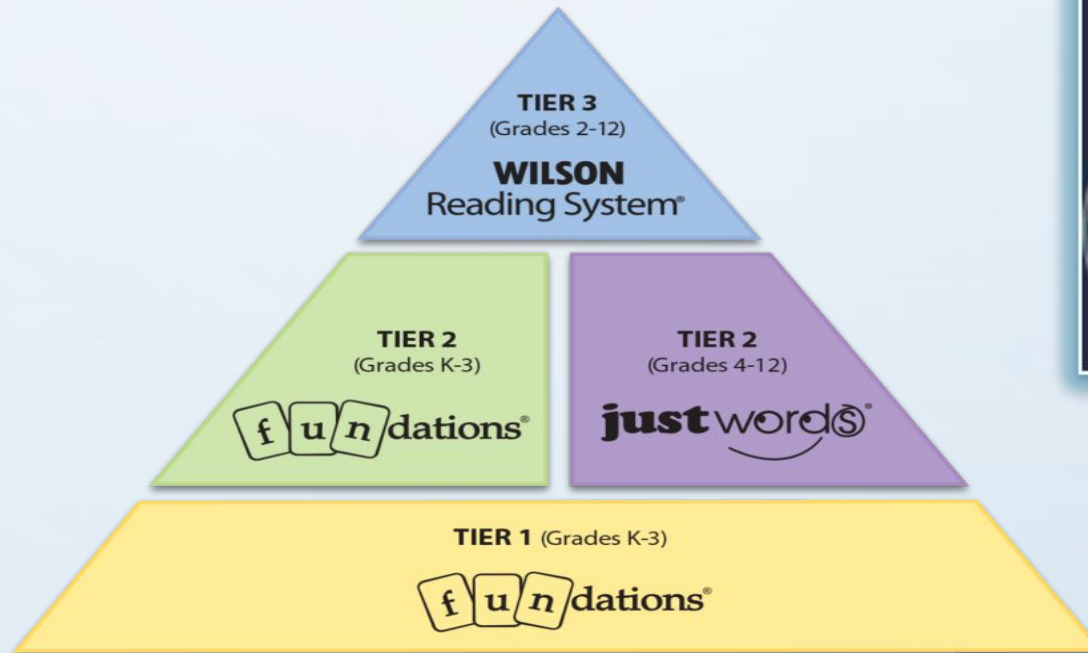 TIER 3
(Grades 2-12)
WILSON
Reading System®
TIER 2
(Grades K-3)
fundations®
TIER 2
(Grades 4-12)
just words®
TIER 1 (Grades K-3)
fundations®